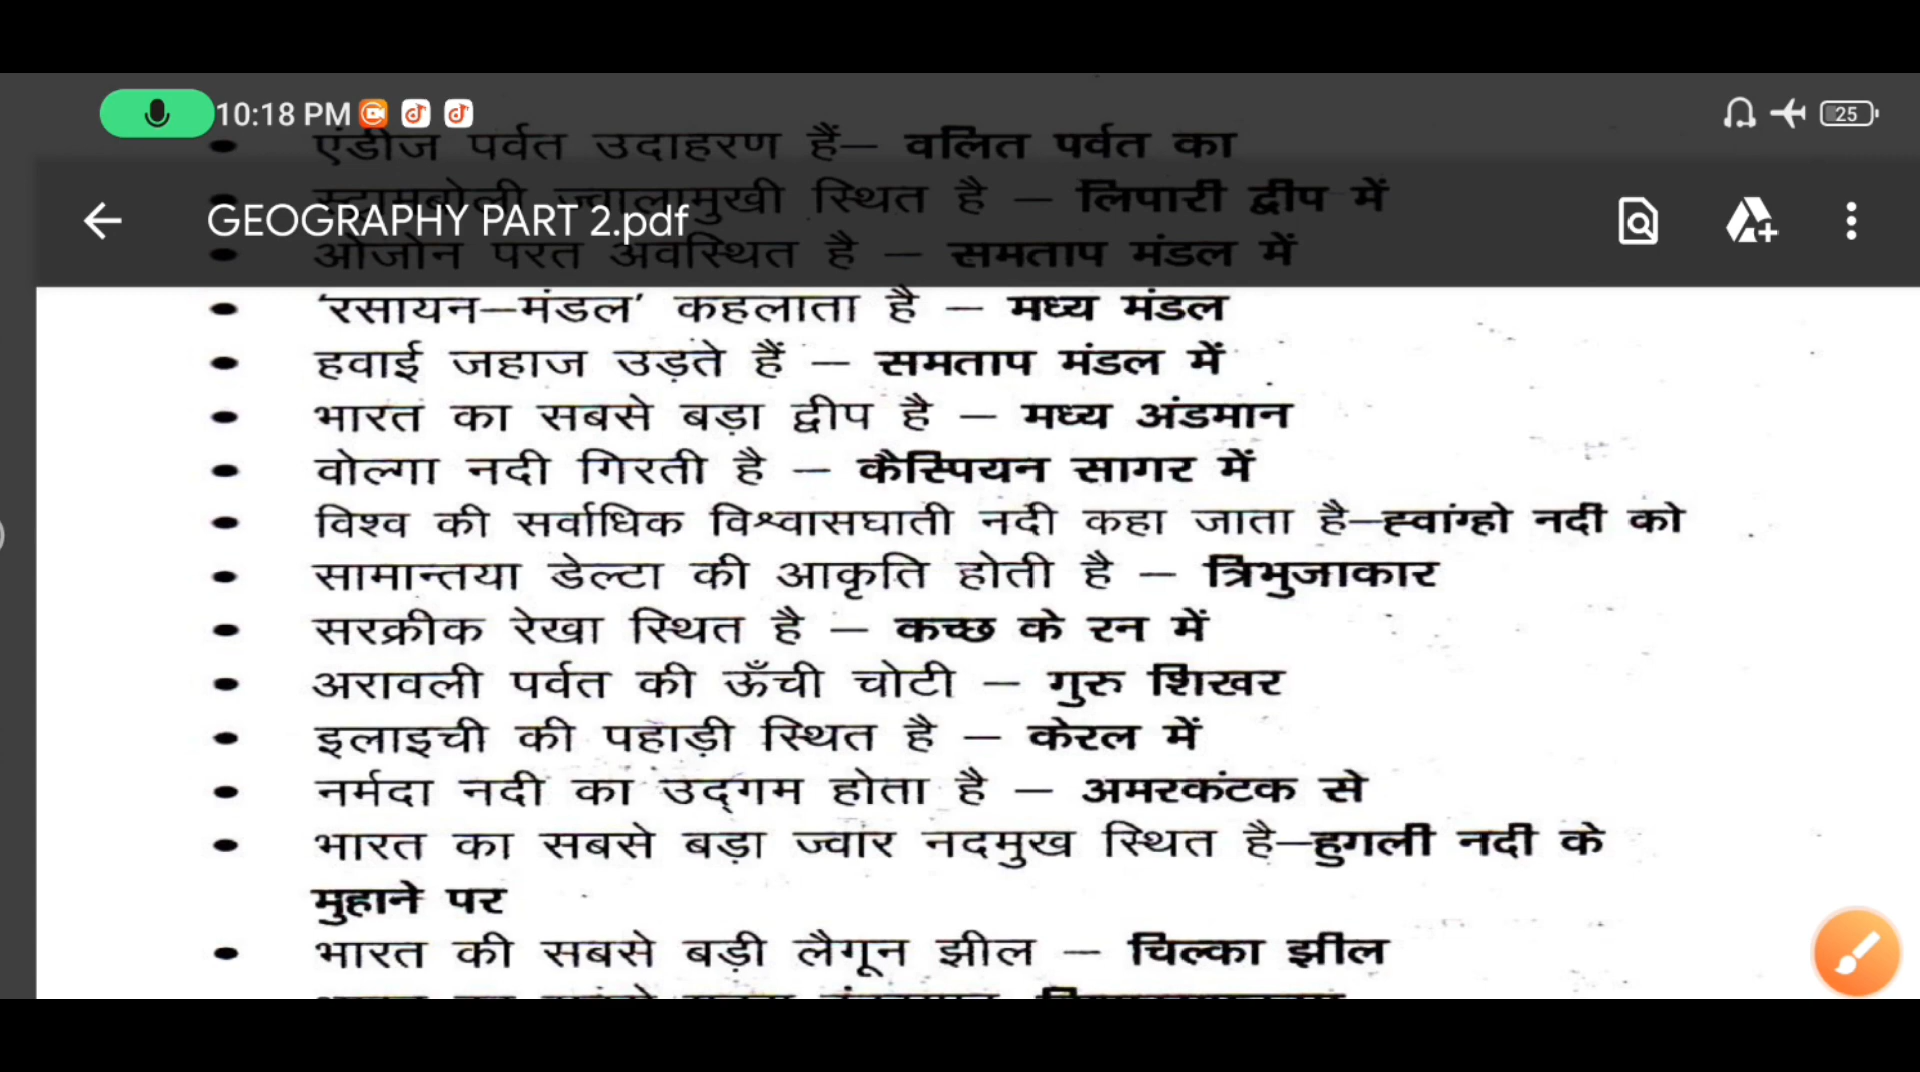 10:18 PM
25
• एंडीज पर्वत उदाहरण हैं– वलित पर्वत का
• स्ट्रामबोली ज्वालामुखी स्थित है – लिपारी द्वीप में
GEOGRAPHY PART 2.pdf
• ओजोन परत अवस्थित है – समताप मंडल में
• ‘रसायन–मंडल’ कहलाता है – मध्य मंडल
• हवाई जहाज उड़ते हैं – समताप मंडल में
• भारत का सबसे बड़ा द्वीप है – मध्य अंडमान
• वोल्गा नदी गिरती है – कैस्पियन सागर में
• विश्व की सर्वाधिक विश्वासघाती नदी कहा जाता है–ह्वांग्हो नदी को
• सामान्तया डेल्टा की आकृति होती है – त्रिभुजाकार
• सरक्रीक रेखा स्थित है – कच्छ के रन में
• अरावली पर्वत की ऊँची चोटी – गुरु शिखर
• इलाइची की पहाड़ी स्थित है – केरल में
• नर्मदा नदी का उद्गम होता है – अमरकंटक से
• भारत का सबसे बड़ा ज्वार नदमुख स्थित है–हुगली नदी के
मुहाने पर
• भारत की सबसे बड़ी लैगून झील – चिल्का झील